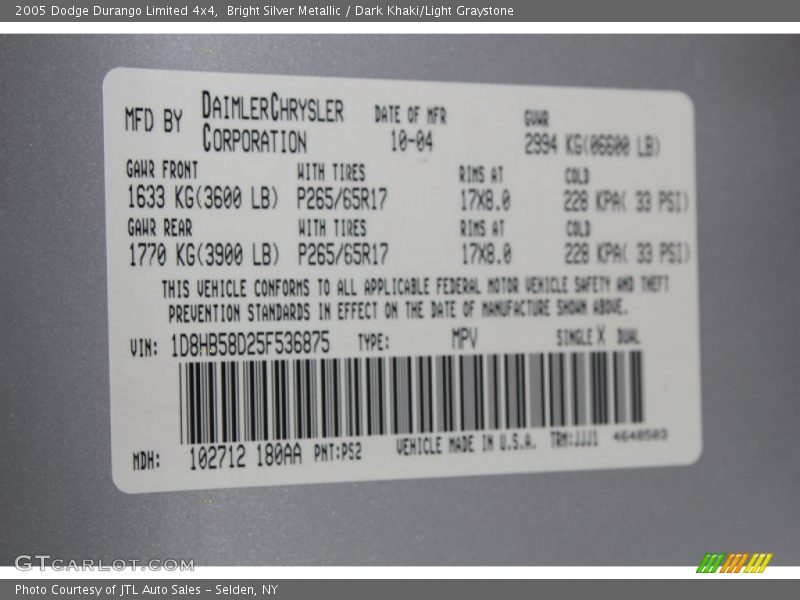 2005 Dodge Durango Limited 4x4,  Bright Silver Metallic / Dark Khaki/Light Graystone
MFD BY DAIMLERCHRYSLER CORPORATION DATE OF MFR 10-04 GVWR 2994 KG(06600 LB)
GAWR FRONT WITH TIRES RIMS AT COLD
1633 KG(3600 LB) P265/65R17 17X8.0 228 KPA( 33 PSI)
GAWR REAR WITH TIRES RIMS AT COLD
1770 KG(3900 LB) P265/65R17 17X8.0 228 KPA( 33 PSI)
THIS VEHICLE CONFORMS TO ALL APPLICABLE FEDERAL MOTOR VEHICLE SAFETY AND THEFT
PREVENTION STANDARDS IN EFFECT ON THE DATE OF MANUFACTURE SHOWN ABOVE.
VIN: 1D8HB58D25F536875 TYPE: MPV SINGLE X DUAL
MDH: 102712 180AA PNT:PS2 VEHICLE MADE IN U.S.A. TRM:JJJ1 4640503
GTCARLOT.COM
Photo Courtesy of JTL Auto Sales - Selden, NY